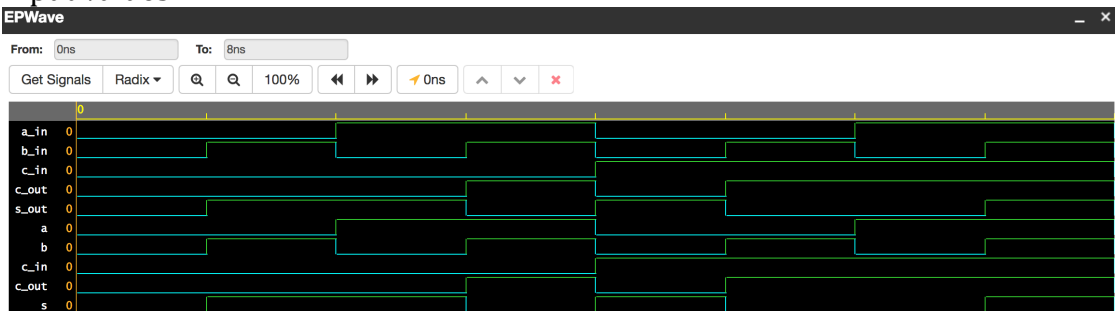 EPWave
From: 0ns To: 8ns
Get Signals Radix 100% 0ns
0
a_in 0
b_in 0
c_in 0
c_out 0
s_out 0
a 0
b 0
c_in 0
c_out 0
s 0